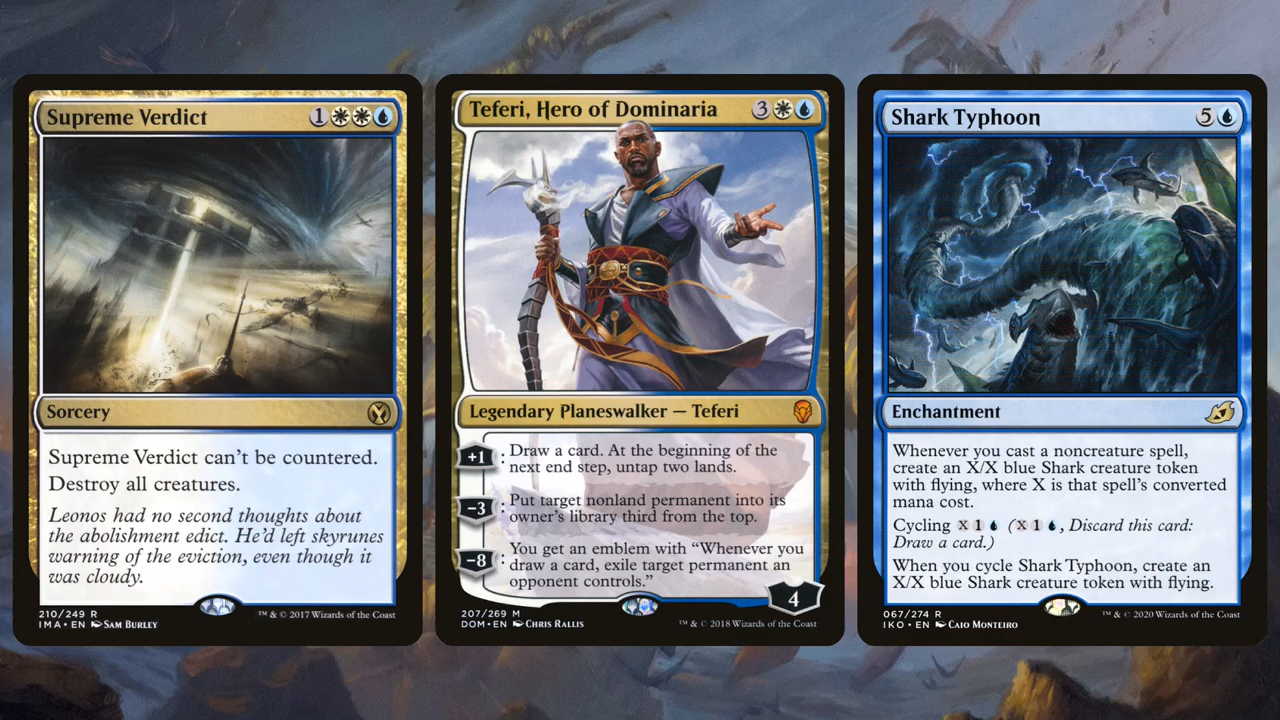 Supreme Verdict 1
Sorcery
Supreme Verdict can't be countered.
Destroy all creatures.
Leonos had no second thoughts about
the abolishment edict. He'd left skyrunes
warning of the eviction, even though it
was cloudy.
210/249 R
IMA • EN Sam Burley
™ & © 2017 Wizards of the Coast
Teferi, Hero of Dominaria 3
Legendary Planeswalker — Teferi
+1 : Draw a card. At the beginning of the
next end step, untap two lands.
−3 : Put target nonland permanent into its
owner's library third from the top.
−8 : You get an emblem with "Whenever you
draw a card, exile target permanent an
opponent controls."
4
207/269 M
DOM • EN Chris Rallis
™ & © 2018 Wizards of the Coast
Shark Typhoon 5
Enchantment
Whenever you cast a noncreature spell,
create an X/X blue Shark creature token
with flying, where X is that spell's converted
mana cost.
Cycling X 1 (X 1 , Discard this card:
Draw a card.)
When you cycle Shark Typhoon, create an
X/X blue Shark creature token with flying.
067/274 R
IKO • EN Caio Monteiro
™ & © 2020 Wizards of the Coast